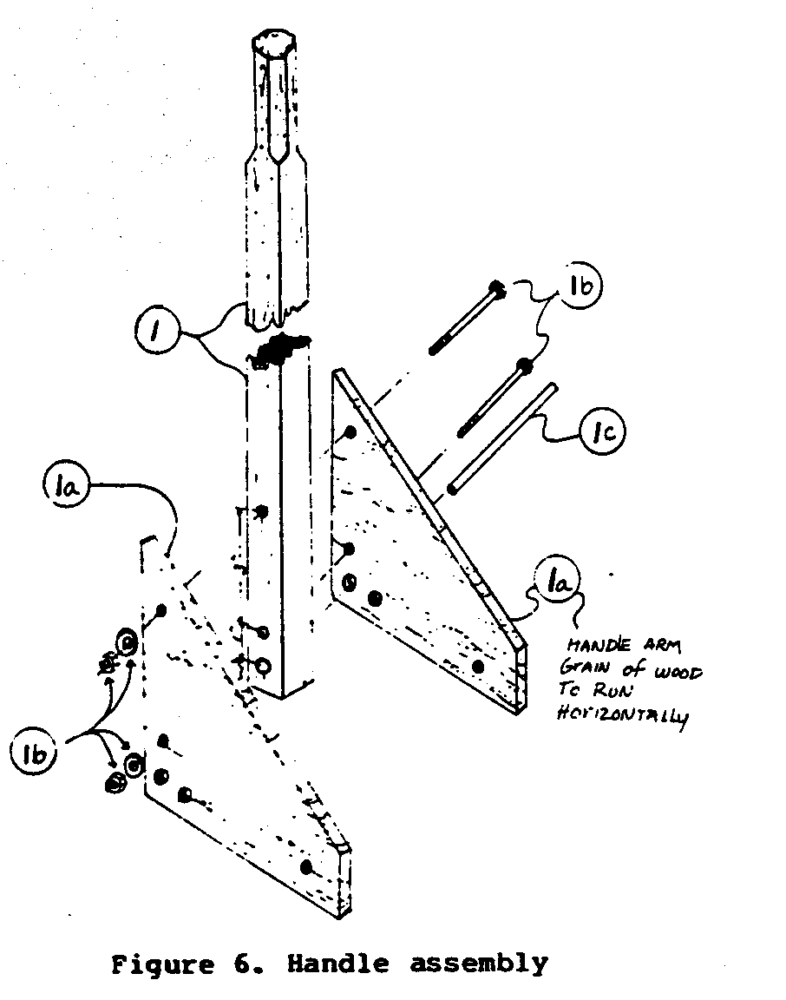 1b
1
1c
1a
1a
HANDLE ARM
GRAIN of WOOD
To RUN
HORIZONTALLY
1b
Figure 6. Handle assembly